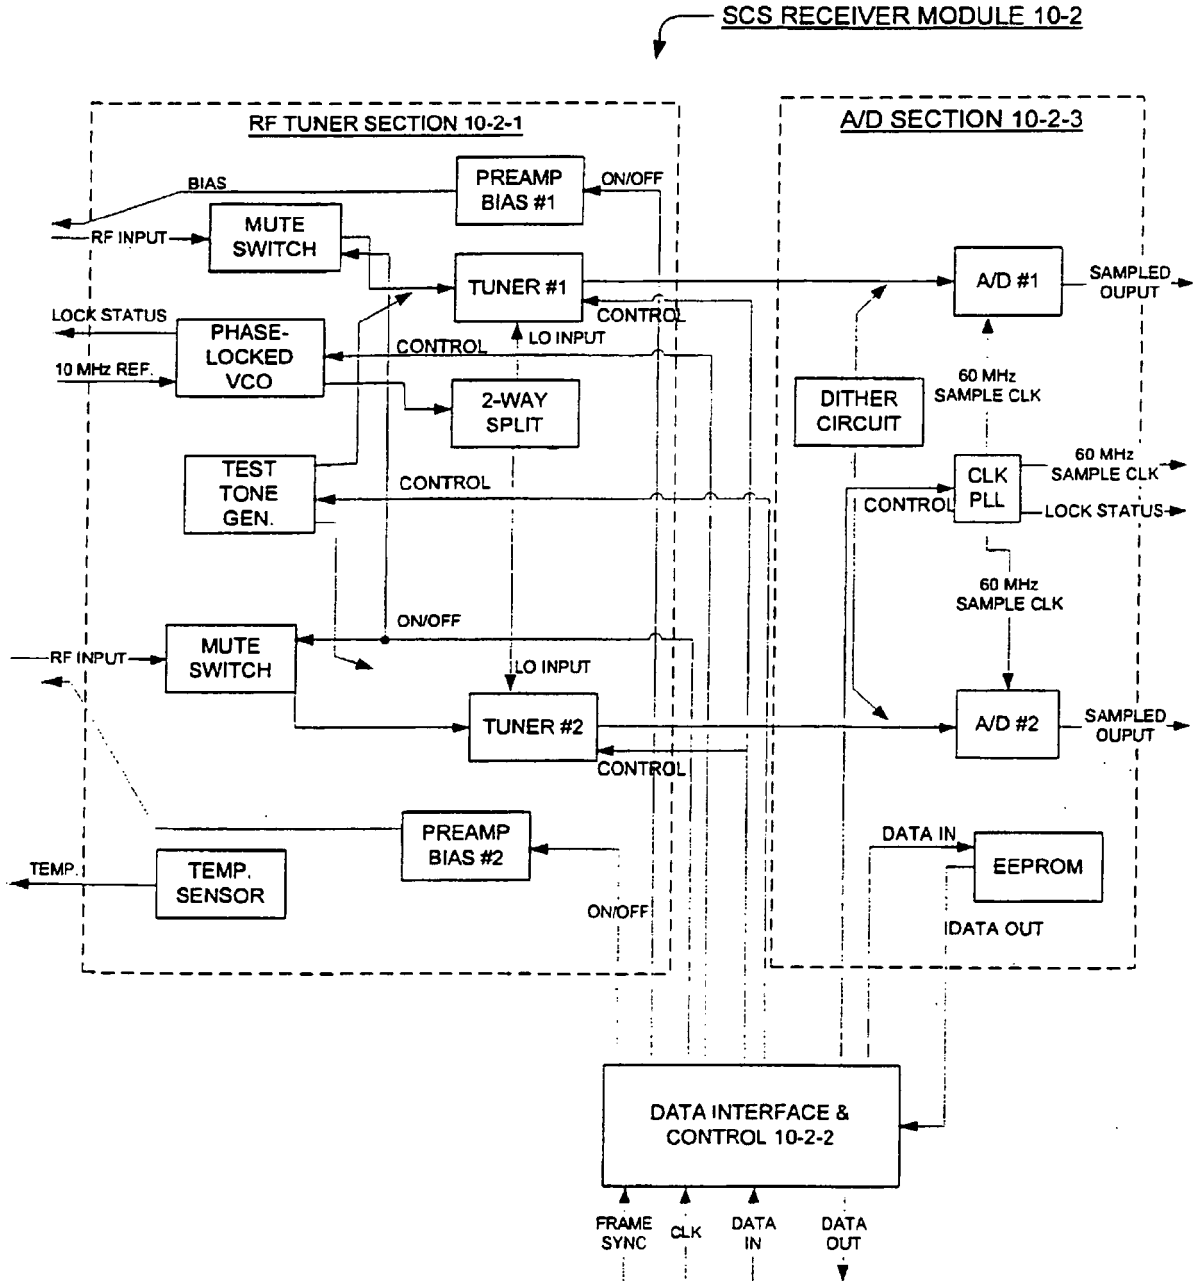 SCS RECEIVER MODULE 10-2
RF TUNER SECTION 10-2-1
A/D SECTION 10-2-3
BIAS
PREAMP
BIAS #1
ON/OFF
RF INPUT
MUTE
SWITCH
TUNER #1
CONTROL
A/D #1
SAMPLED
OUPUT
LOCK STATUS
PHASE-
LOCKED
VCO
10 MHz REF.
CONTROL
LO INPUT
2-WAY
SPLIT
DITHER
CIRCUIT
60 MHz
SAMPLE CLK
TEST
TONE
GEN.
CONTROL
CONTROL
CLK
PLL
60 MHz
SAMPLE CLK
LOCK STATUS
60 MHz
SAMPLE CLK
ON/OFF
RF INPUT
MUTE
SWITCH
LO INPUT
TUNER #2
CONTROL
A/D #2
SAMPLED
OUPUT
PREAMP
BIAS #2
TEMP.
TEMP.
SENSOR
ON/OFF
DATA IN
EEPROM
DATA OUT
DATA INTERFACE &
CONTROL 10-2-2
FRAME
SYNC
CLK
DATA
IN
DATA
OUT